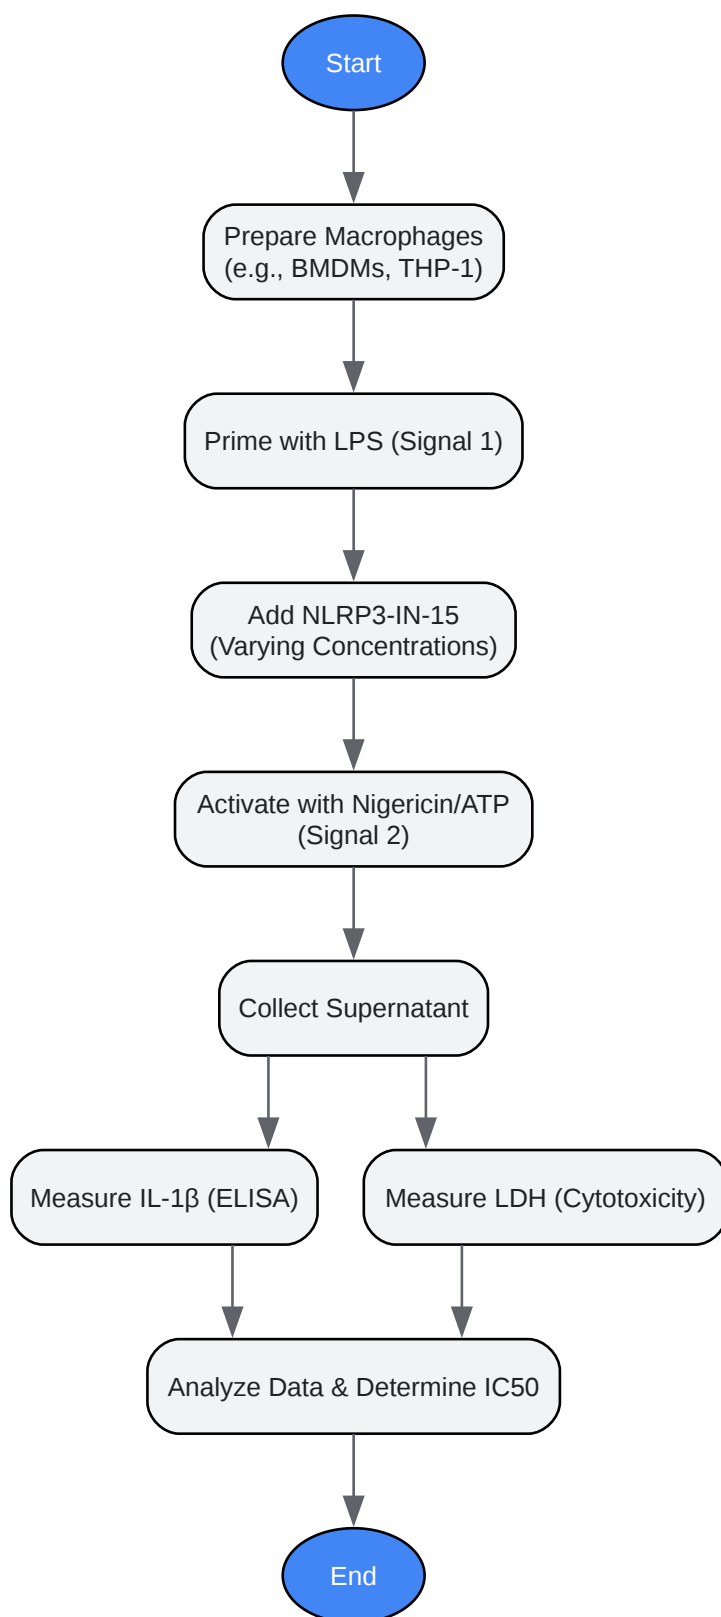 Start
Prepare Macrophages
(e.g., BMDMs, THP-1)
Prime with LPS (Signal 1)
Add NLRP3-IN-15
(Varying Concentrations)
Activate with Nigericin/ATP
(Signal 2)
Collect Supernatant
Measure IL-1β (ELISA)
Measure LDH (Cytotoxicity)
Analyze Data & Determine IC50
End